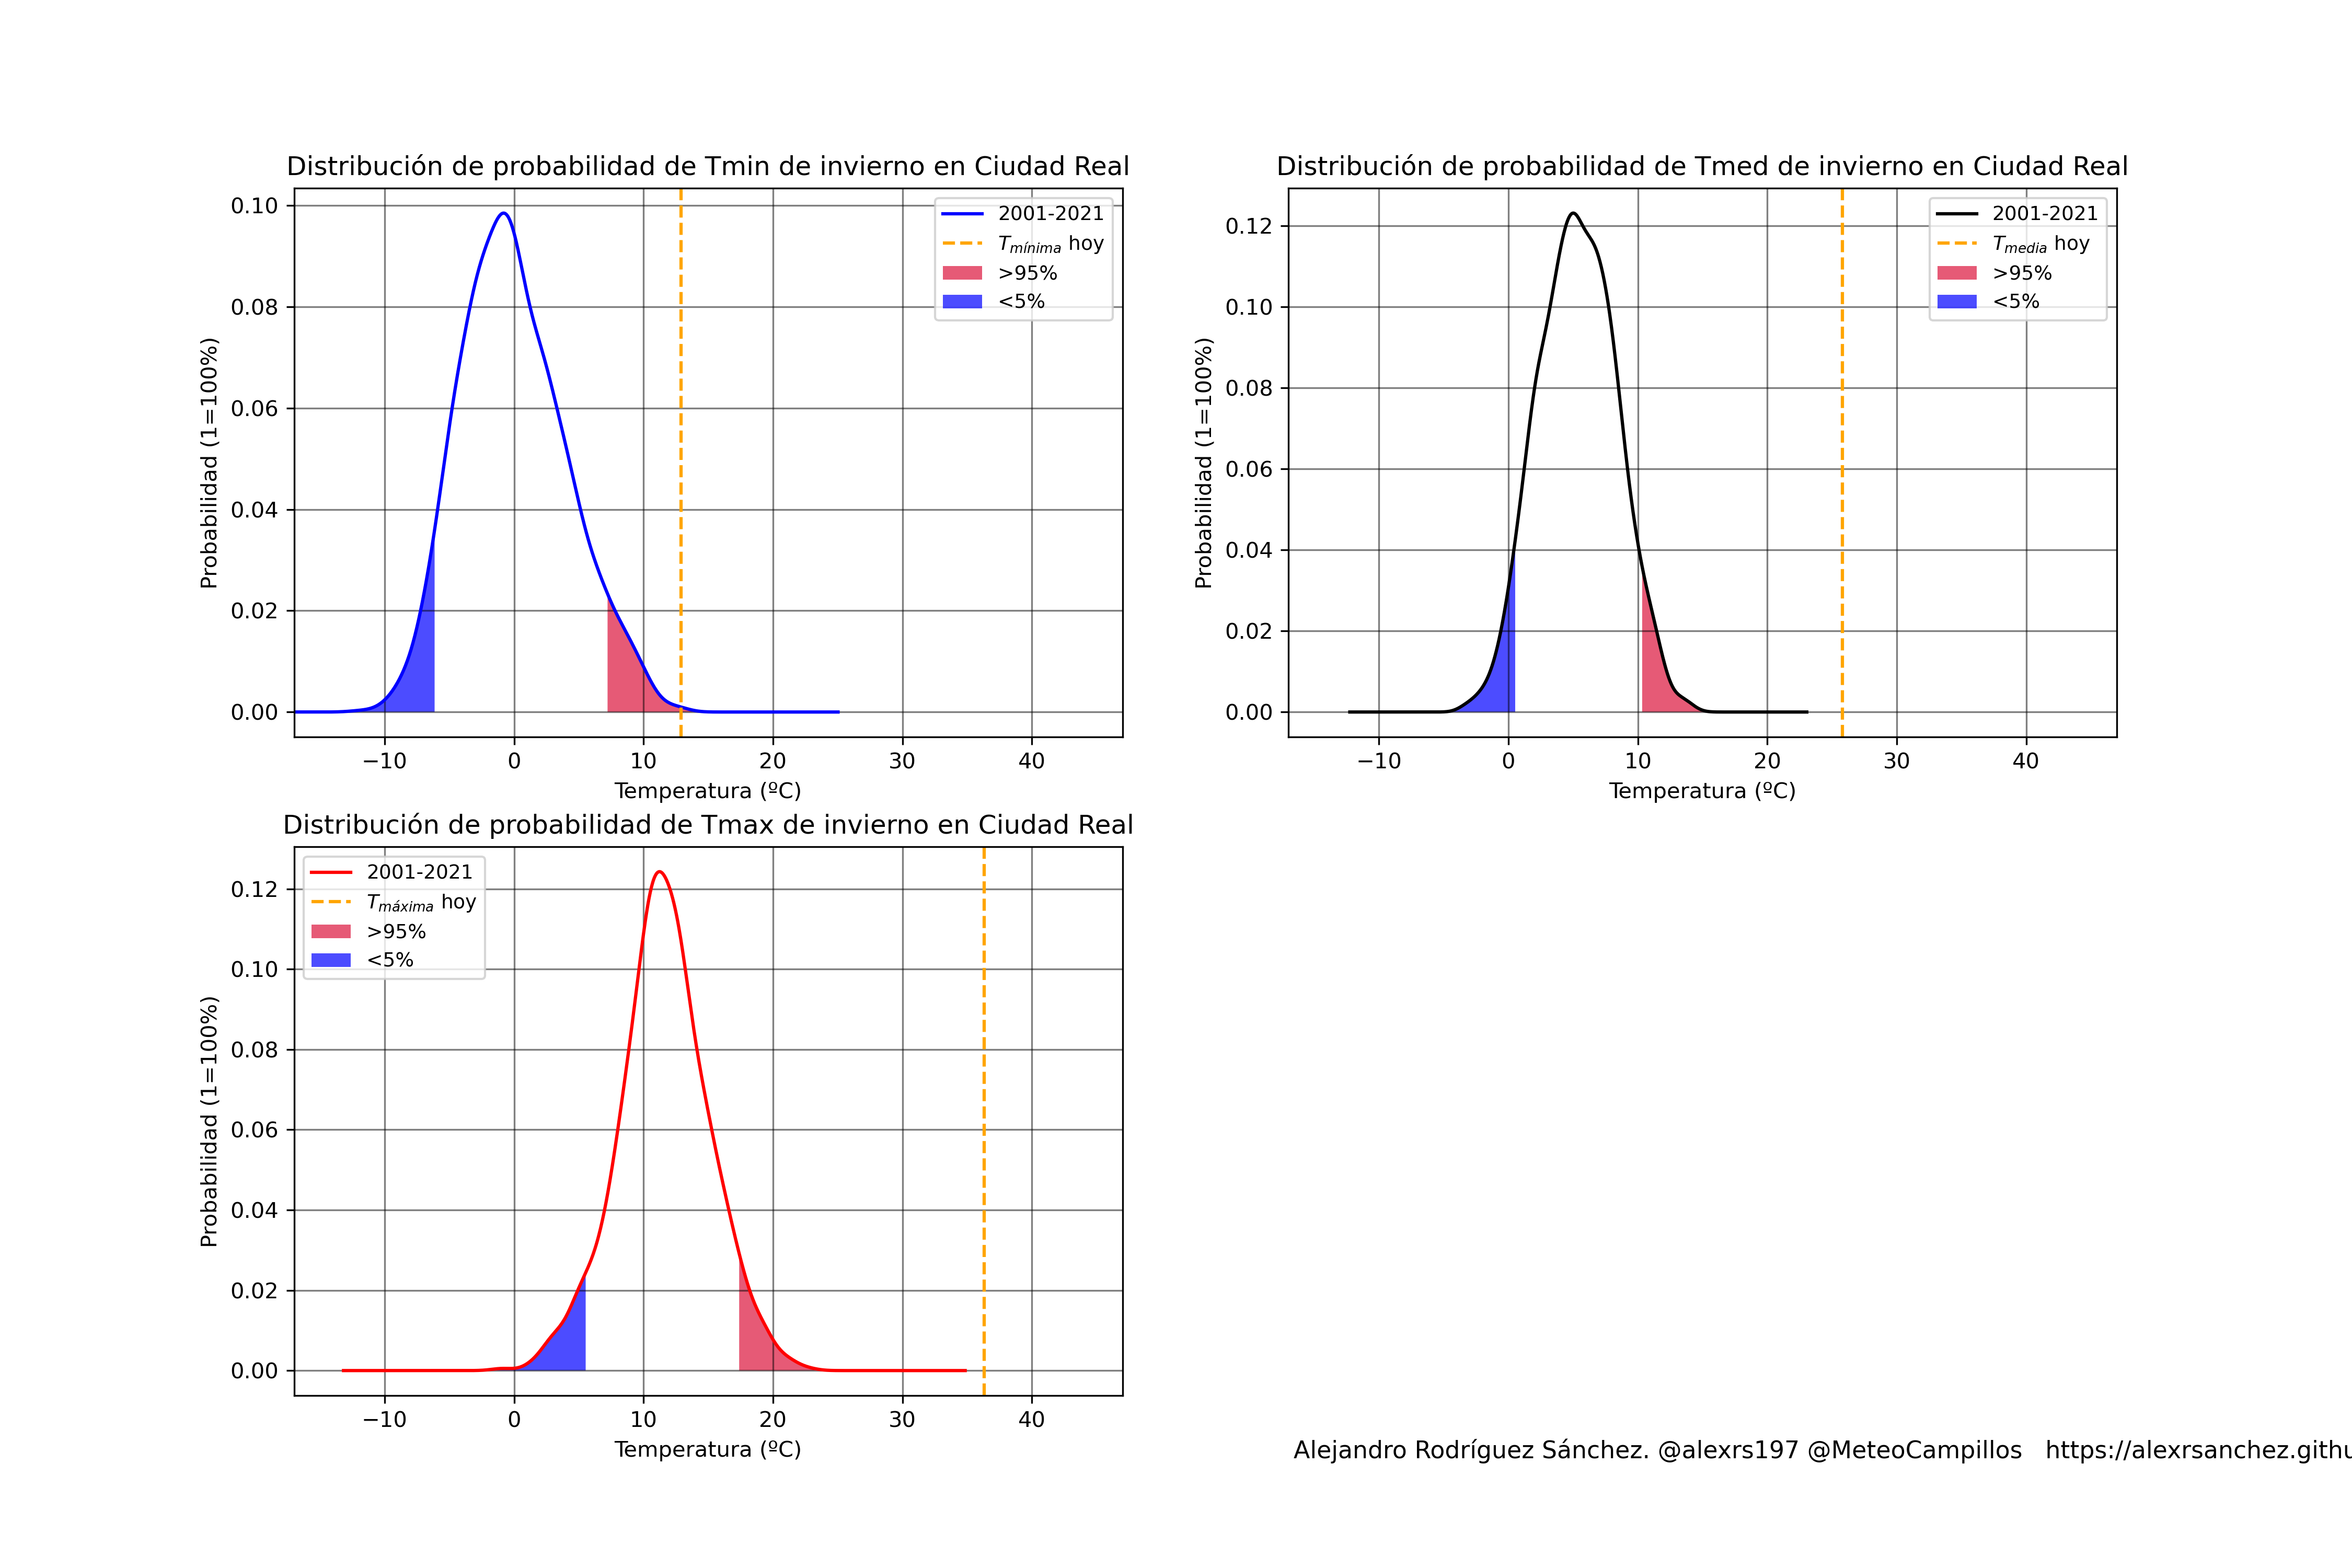 Distribución de probabilidad de Tmin de invierno en Ciudad Real
0.10
0.08
0.06
0.04
0.02
0.00
Probabilidad (1=100%)
2001-2021
Tmínima hoy
>95%
<5%
−10 0 10 20 30 40
Temperatura (ºC)
Distribución de probabilidad de Tmed de invierno en Ciudad Real
0.12
0.10
0.08
0.06
0.04
0.02
0.00
Probabilidad (1=100%)
2001-2021
Tmedia hoy
>95%
<5%
−10 0 10 20 30 40
Temperatura (ºC)
Distribución de probabilidad de Tmax de invierno en Ciudad Real
0.12
0.10
0.08
0.06
0.04
0.02
0.00
Probabilidad (1=100%)
2001-2021
Tmáxima hoy
>95%
<5%
−10 0 10 20 30 40
Temperatura (ºC)
Alejandro Rodríguez Sánchez. @alexrs197 @MeteoCampillos https://alexrsanchez.githu